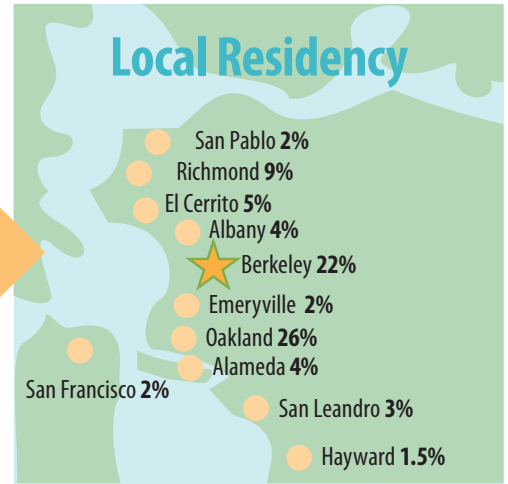 Local Residency
San Pablo 2%
Richmond 9%
El Cerrito 5%
Albany 4%
Berkeley 22%
Emeryville 2%
Oakland 26%
Alameda 4%
San Francisco 2%
San Leandro 3%
Hayward 1.5%